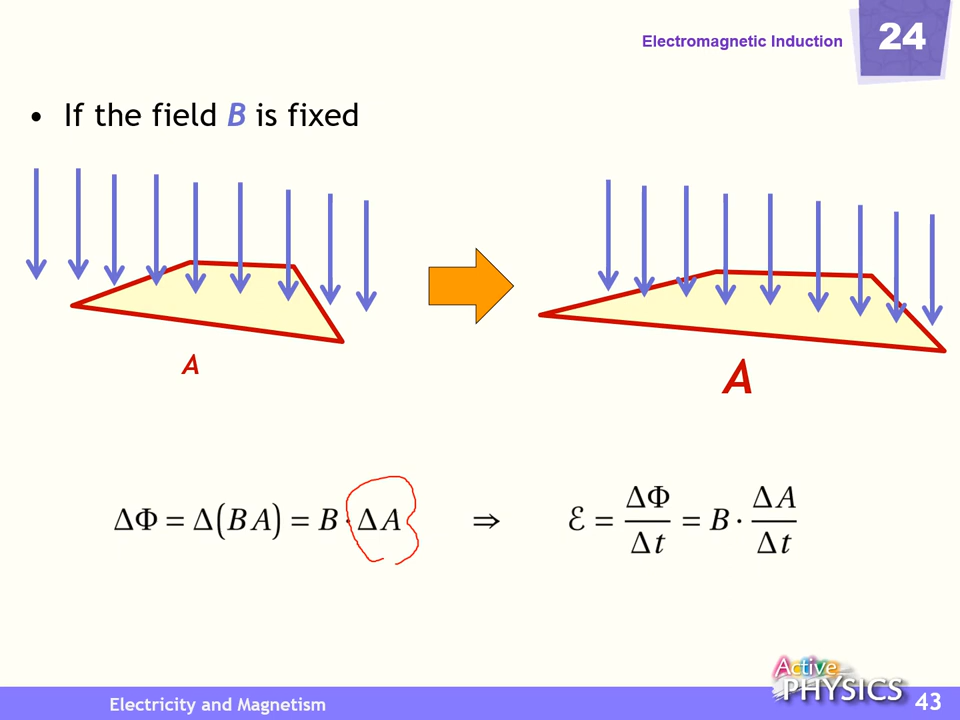 Electromagnetic Induction
24
• If the field B is fixed
A
A
ΔΦ = Δ(BA) = B · ΔA ⇒ ℰ = ΔΦ/Δt = B · ΔA/Δt
Active
PHYSICS
Electricity and Magnetism
43